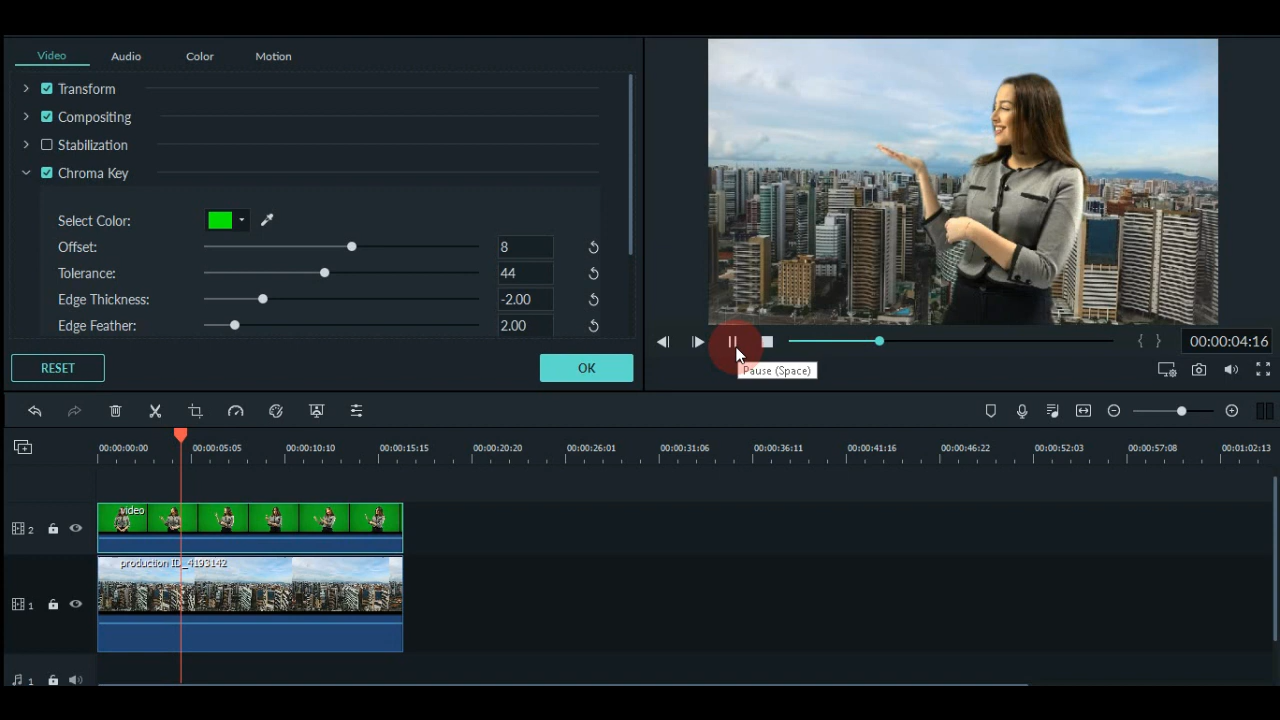 Video Audio Color Motion
Transform
Compositing
Stabilization
Chroma Key
Select Color:
Offset: 8
Tolerance: 44
Edge Thickness: -2.00
Edge Feather: 2.00
RESET OK
{ } 00:00:04:16
Pause (Space)
00:00:00:00 00:00:05:05 00:00:10:10 00:00:15:15 00:00:20:20 00:00:26:01 00:00:31:06 00:00:36:11 00:00:41:16 00:00:46:22 00:00:52:03 00:00:57:08 00:01:02:13
video
2
production ID_4193142
1
1